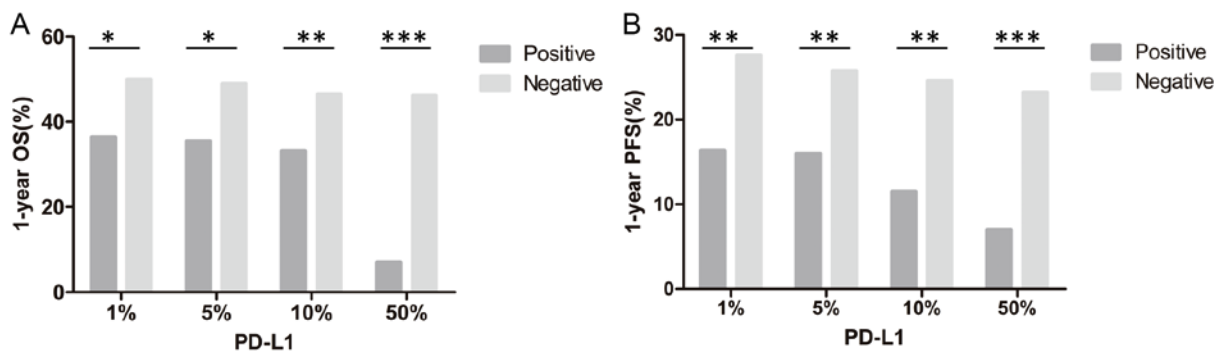 A
* * ** ***
60
40
20
0
1-year OS(%)
1% 5% 10% 50%
PD-L1
Positive
Negative
B
** ** ** ***
30
20
10
0
1-year PFS(%)
1% 5% 10% 50%
PD-L1
Positive
Negative